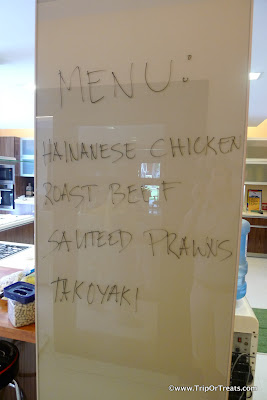 MENU:
HAINANESE CHICKEN
ROAST BEEF
SAUTEED PRAWNS
TAKOYAKI
©www.TripOrTreats.com